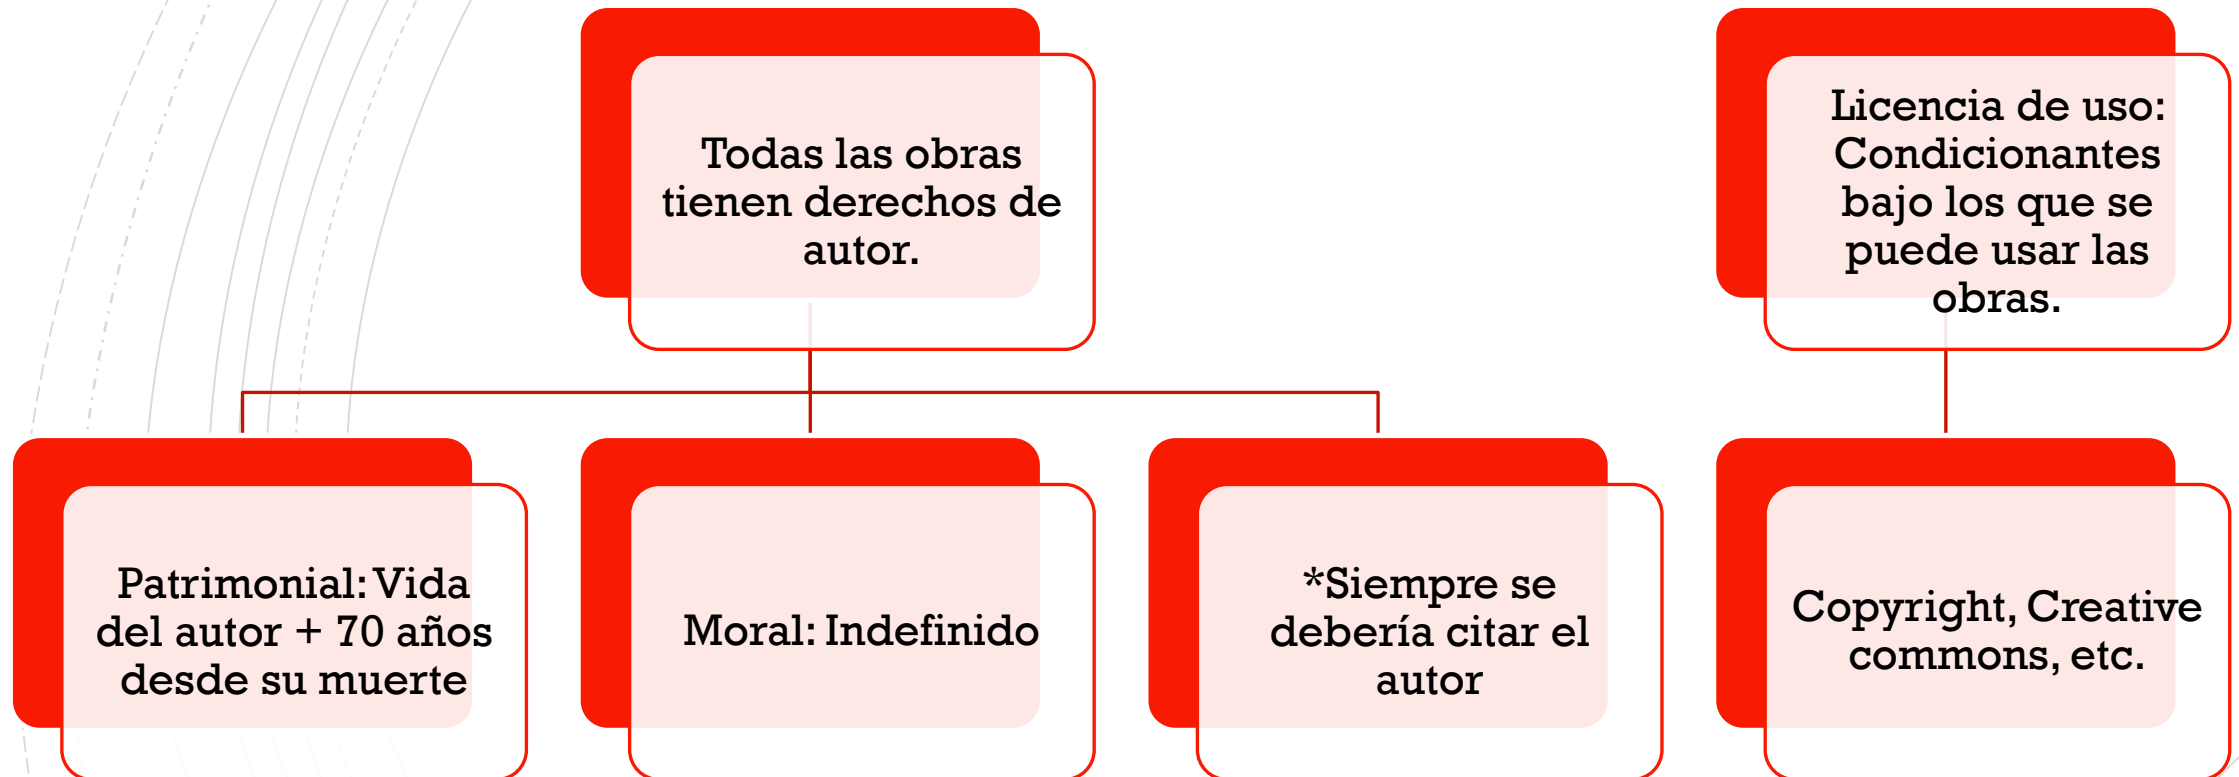 Todas las obras
tienen derechos de
autor.
Licencia de uso:
Condicionantes
bajo los que se
puede usar las
obras.
Patrimonial: Vida
del autor + 70 años
desde su muerte
Moral: Indefinido
*Siempre se
debería citar el
autor
Copyright, Creative
commons, etc.